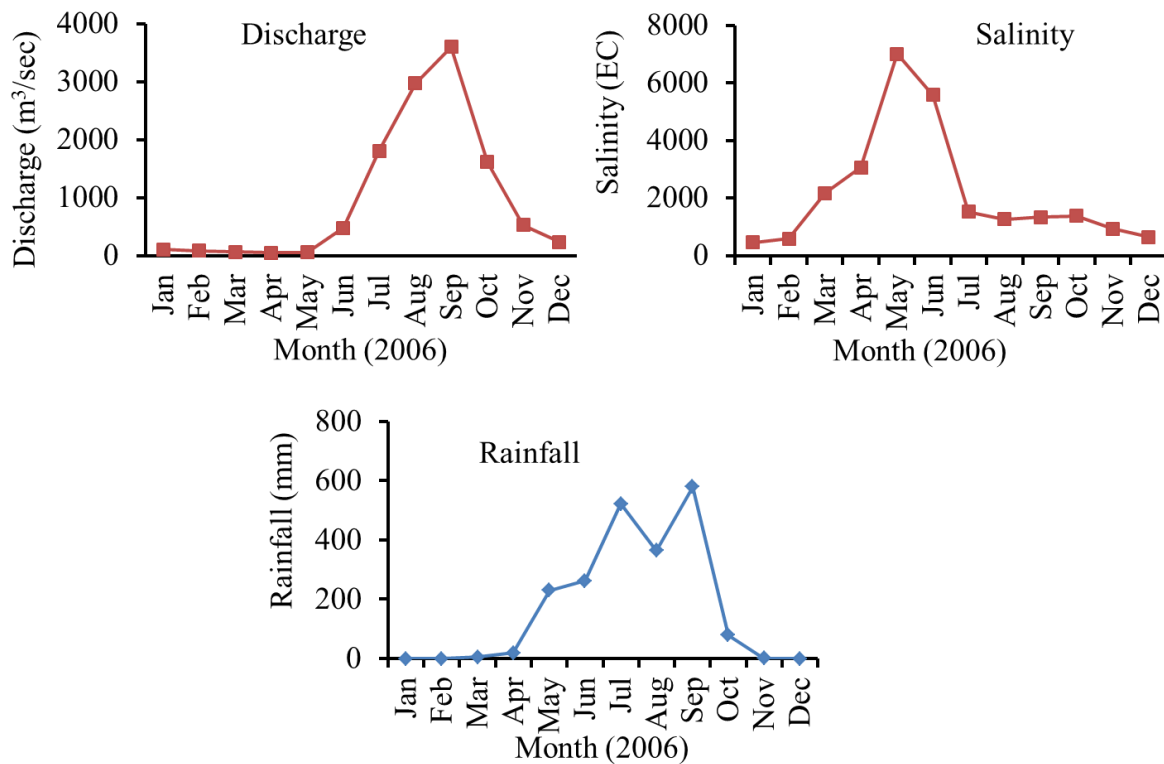 Discharge
Discharge (m³/sec)
4000
3000
2000
1000
0
Jan
Feb
Mar
Apr
May
Jun
Jul
Aug
Sep
Oct
Nov
Dec
Month (2006)
Salinity
Salinity (EC)
8000
6000
4000
2000
0
Jan
Feb
Mar
Apr
May
Jun
Jul
Aug
Sep
Oct
Nov
Dec
Month (2006)
Rainfall
Rainfall (mm)
800
600
400
200
0
Jan
Feb
Mar
Apr
May
Jun
Jul
Aug
Sep
Oct
Nov
Dec
Month (2006)